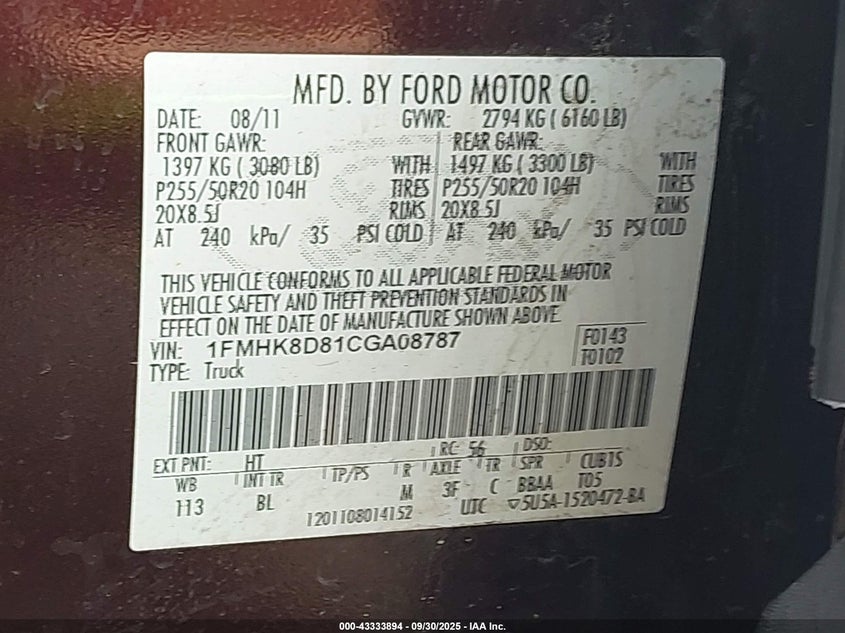 MFD. BY FORD MOTOR CO.
DATE: 08/11 GVWR: 2794 KG ( 6160 LB)
FRONT GAWR: REAR GAWR:
1397 KG ( 3080 LB) WITH 1497 KG ( 3300 LB) WITH
P255/50R20 104H TIRES P255/50R20 104H TIRES
20X8.5J RIMS 20X8.5J RIMS
AT 240 kPa/ 35 PSI COLD AT 240 kPa/ 35 PSI COLD
THIS VEHICLE CONFORMS TO ALL APPLICABLE FEDERAL MOTOR
VEHICLE SAFETY AND THEFT PREVENTION STANDARDS IN
EFFECT ON THE DATE OF MANUFACTURE SHOWN ABOVE.
VIN: 1FMHK8D81CGA08787 F0143
TYPE: Truck T0102
EXT PNT: HT RC: 56 DSO:
WB INT TR TP/PS R AXLE TR SPR CUBTS
113 BL M 3F C BBAA T05
1201108014152 UTC ▽5U5A-1520472-BA
000-43333894 - 09/30/2025 - IAA Inc.